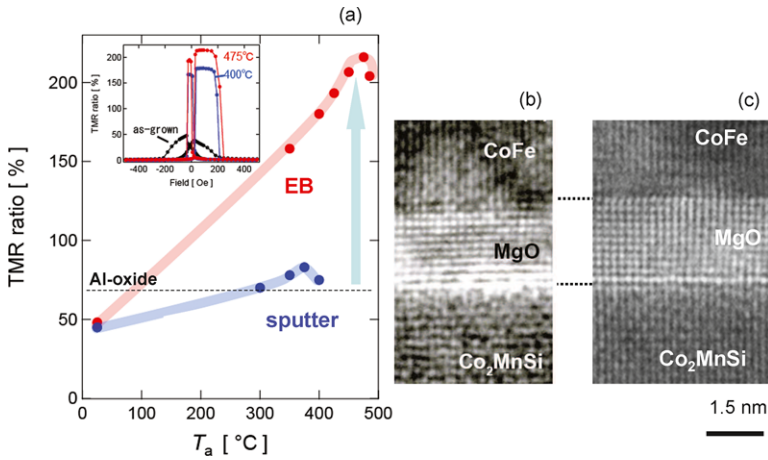 (a)
200
150
100
50
0
TMR ratio [ % ]
0 100 200 300 400 500
Tₐ [ °C ]
200
150
100
50
0
TMR ratio [ % ]
-400 -200 0 200 400
Field [ Oe ]
475°C
400°C
as-grown
EB
Al-oxide
sputter
(b)
CoFe
MgO
Co₂MnSi
(c)
CoFe
MgO
Co₂MnSi
1.5 nm